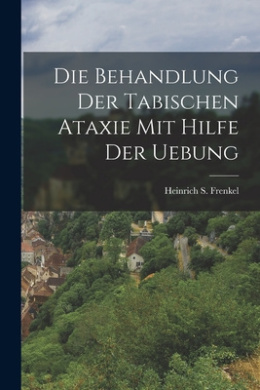 Die Behandlung
Der Tabischen
Ataxie Mit Hilfe
Der Uebung
Heinrich S. Frenkel